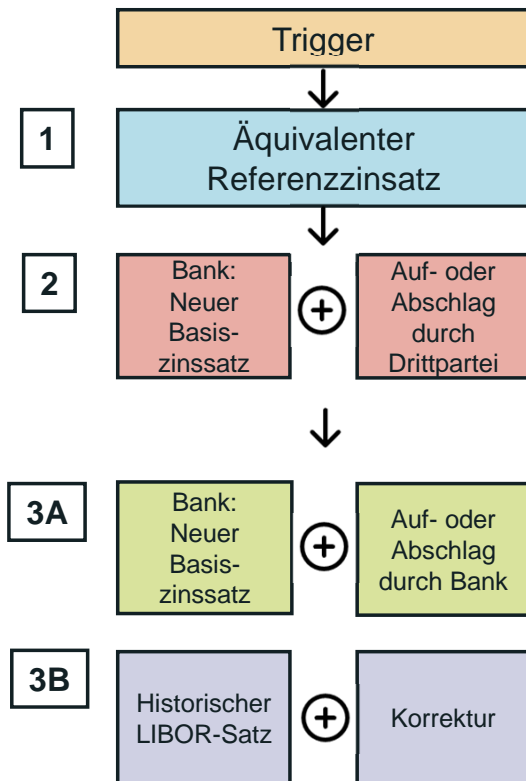 Trigger
1
Äquivalenter
Referenzzinsatz
2
Bank:
Neuer
Basis-
zinssatz
Auf- oder
Abschlag
durch
Drittpartei
3A
Bank:
Neuer
Basis-
zinssatz
Auf- oder
Abschlag
durch Bank
3B
Historischer
LIBOR-Satz
Korrektur